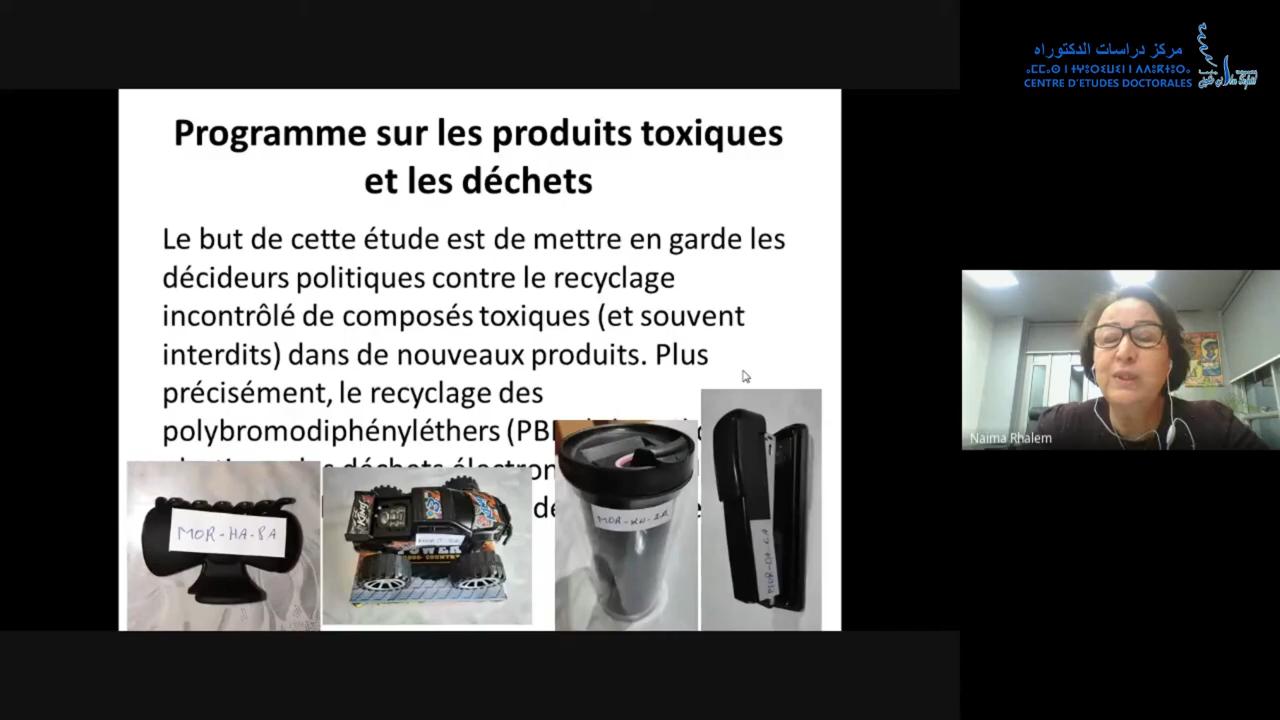 مركز دراسات الدكتوراه
CENTRE D'ETUDES DOCTORALES
Programme sur les produits toxiques
et les déchets
Le but de cette étude est de mettre en garde les
décideurs politiques contre le recyclage
incontrôlé de composés toxiques (et souvent
interdits) dans de nouveaux produits. Plus
précisément, le recyclage des
polybromodiphényléthers
déchets
MOR-HA-8A
POWER
Naima Rhalem